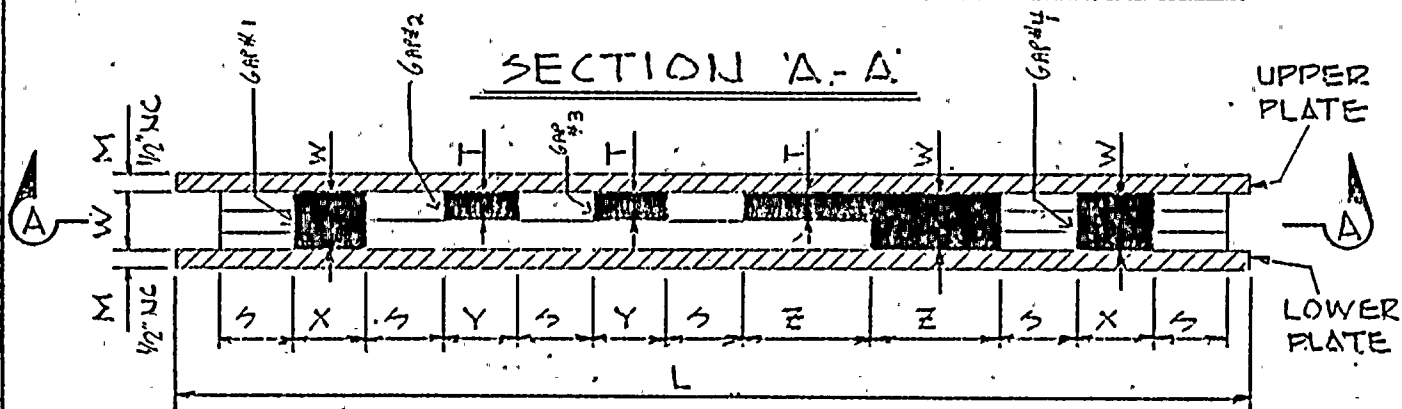 GAP#1
GAP#2
SECTION 'A-A'
GAP#4
UPPER
PLATE
M
1/2" NC
W
T
GAP
#3
T
T
W
W
A
W
A
M
1/2" NC
S X S Y S Y S Z Z S X S
LOWER
PLATE
L